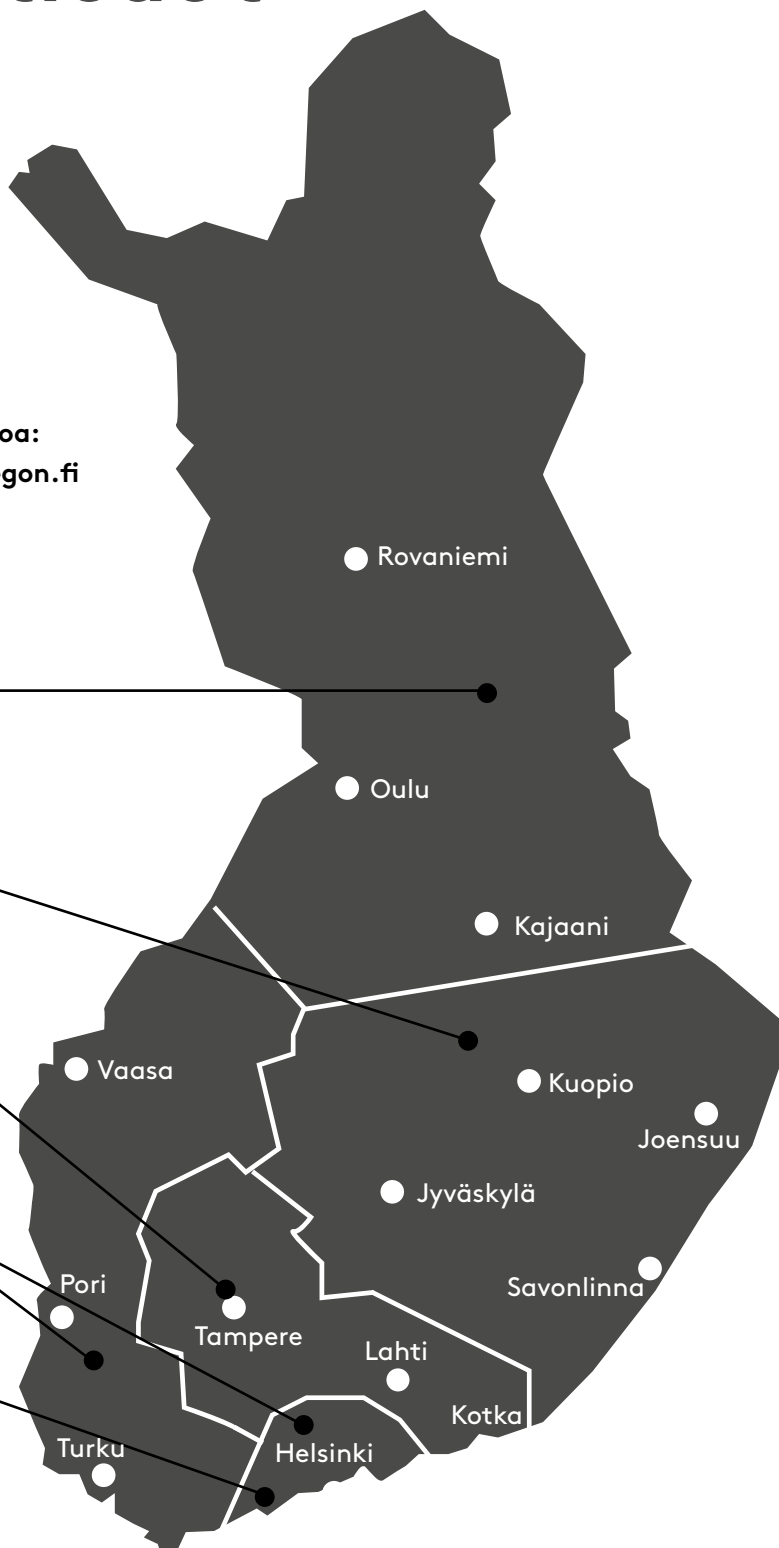 oa:
gon.fi
Rovaniemi
Oulu
Kajaani
Vaasa
Kuopio
Joensuu
Jyväskylä
Savonlinna
Pori
Tampere
Lahti
Kotka
Turku
Helsinki